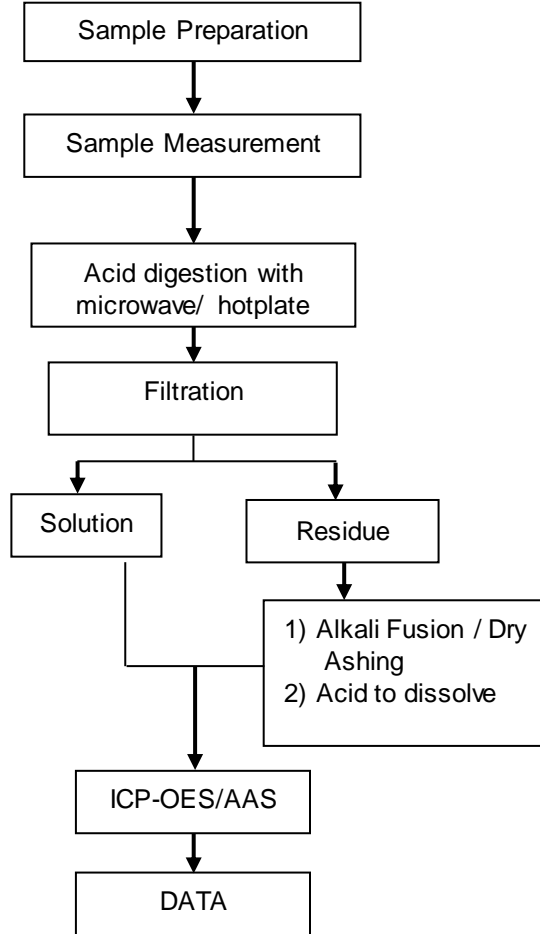 Sample Preparation
Sample Measurement
Acid digestion with
microwave/ hotplate
Filtration
Solution
Residue
1) Alkali Fusion / Dry
Ashing
2) Acid to dissolve
ICP-OES/AAS
DATA